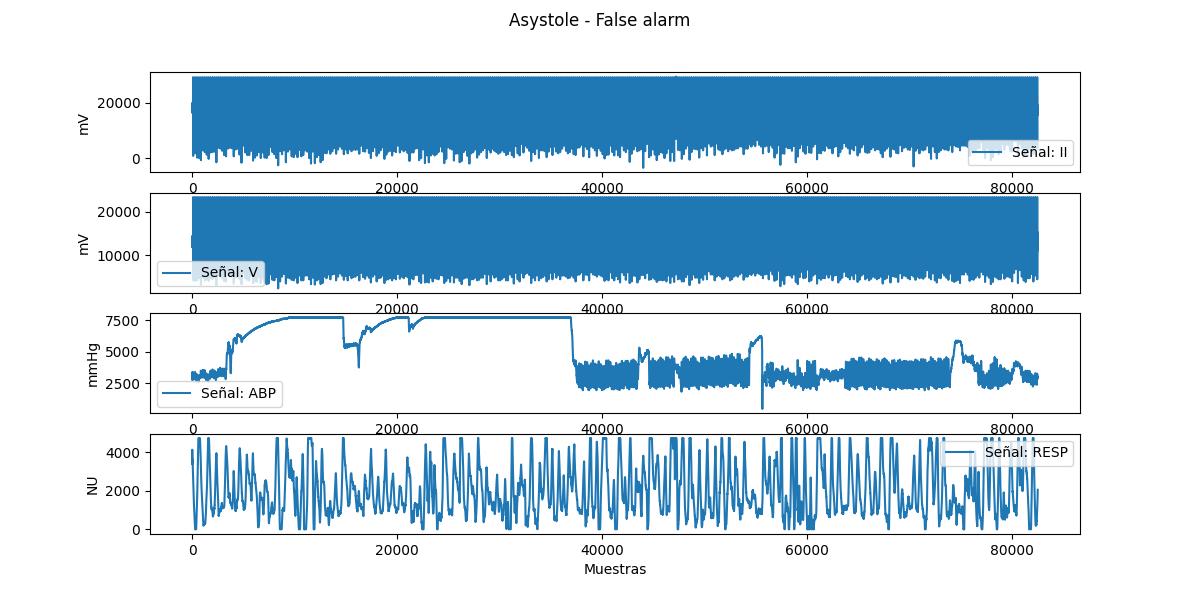 Asystole - False alarm
mV
20000
0
Señal: II
0 20000 40000 60000 80000
mV
20000
10000
Señal: V
0 20000 40000 60000 80000
mmHg
7500
5000
2500
Señal: ABP
0 20000 40000 60000 80000
NU
4000
2000
0
Señal: RESP
0 20000 40000 60000 80000
Muestras